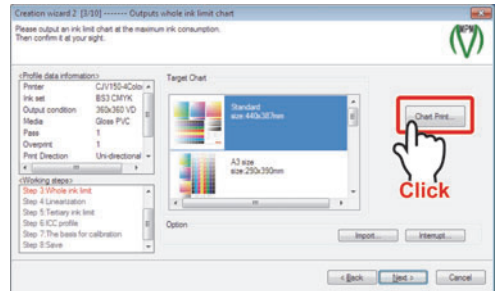 Creation wizard 2 [3/10] ------- Outputs whole ink limit chart
Please output an ink limit chart at the maximum ink consumption.
Then confirm it at your sight.
MPM
<Profile data information>
Printer CJV150-4Color
Ink set BS3 CMYK
Output condition 360x360 VD
Media Gloss PVC
Pass 1
Overprint 1
Print Direction Uni-directional
<Working steps>
Step 3:Whole ink limit
Step 4:Linearization
Step 5:Tertiary ink limit
Step 6:ICC profile
Step 7:The basis for calibration
Step 8:Save
Target Chart
Standard
size:440x387mm
A3 size
size:290x390mm
Option
Chart Print...
Click
Import...
Interrupt...
< Back
Next >
Cancel